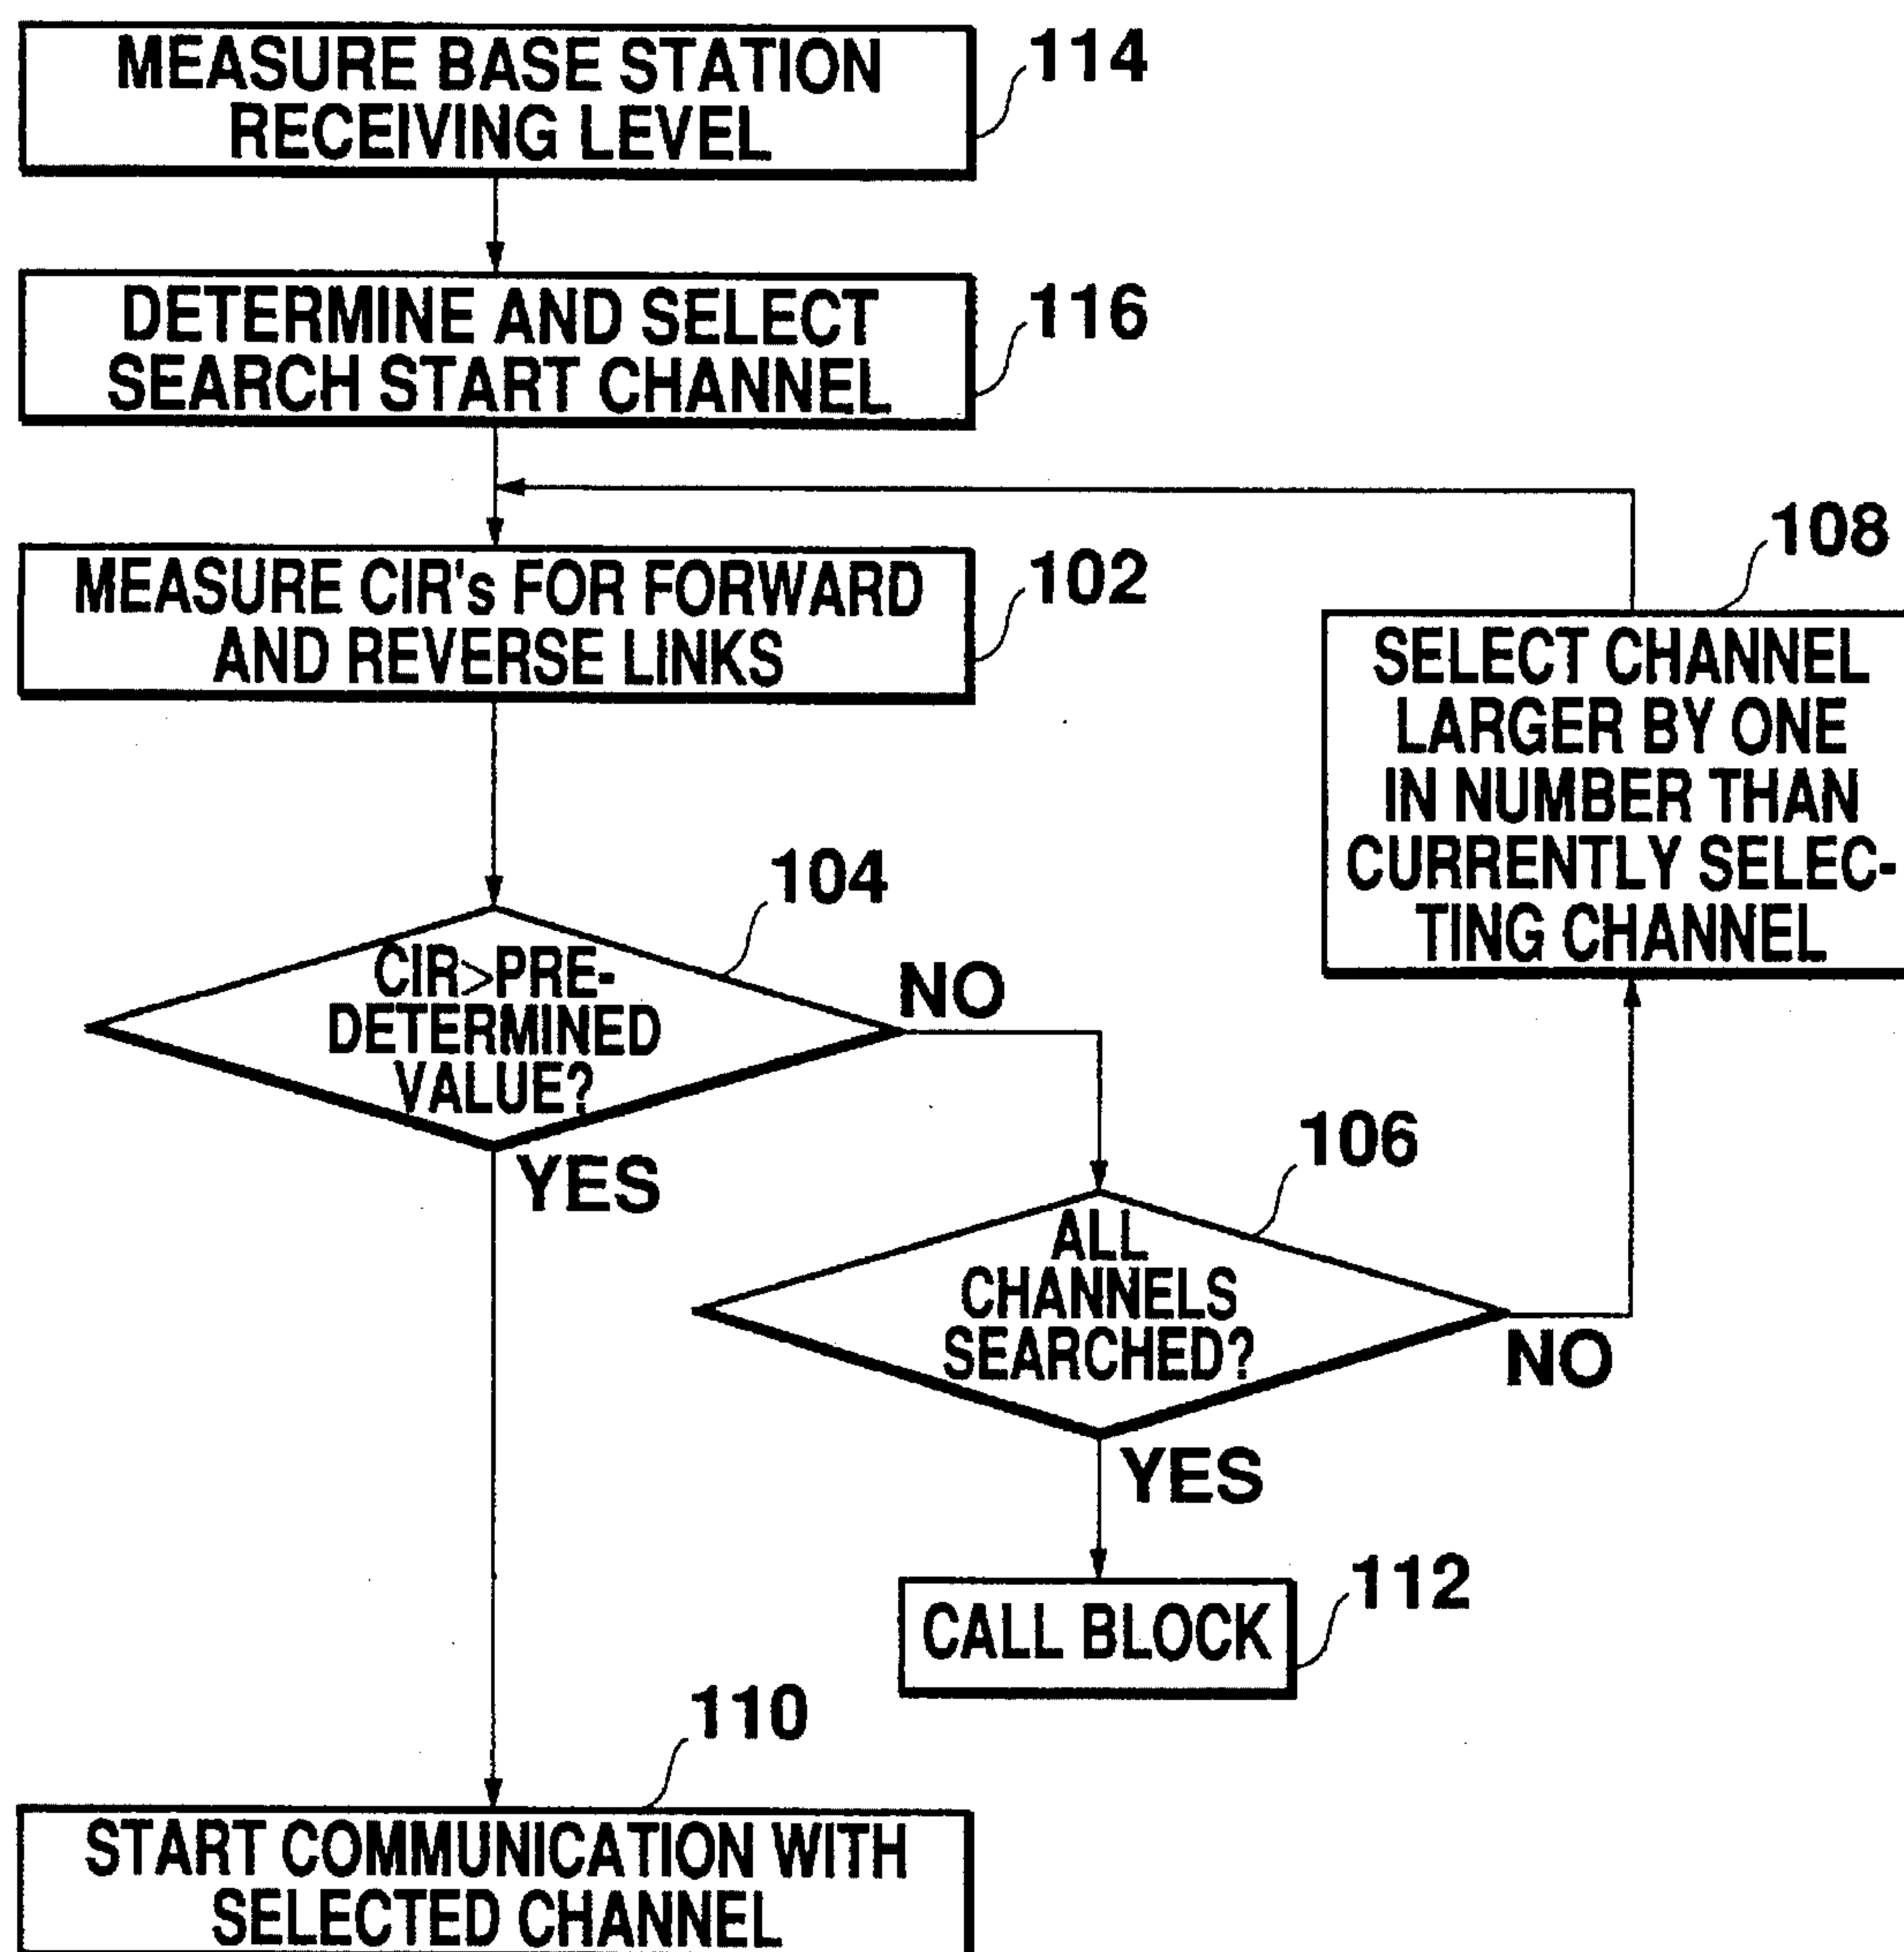 MEASURE BASE STATION
RECEIVING LEVEL
114
DETERMINE AND SELECT
SEARCH START CHANNEL
116
MEASURE CIR's FOR FORWARD
AND REVERSE LINKS
102
108
SELECT CHANNEL
LARGER BY ONE
IN NUMBER THAN
CURRENTLY SELEC-
TING CHANNEL
104
CIR>PRE-
DETERMINED
VALUE?
NO
YES
106
ALL
CHANNELS
SEARCHED?
NO
YES
CALL BLOCK
112
110
START COMMUNICATION WITH
SELECTED CHANNEL